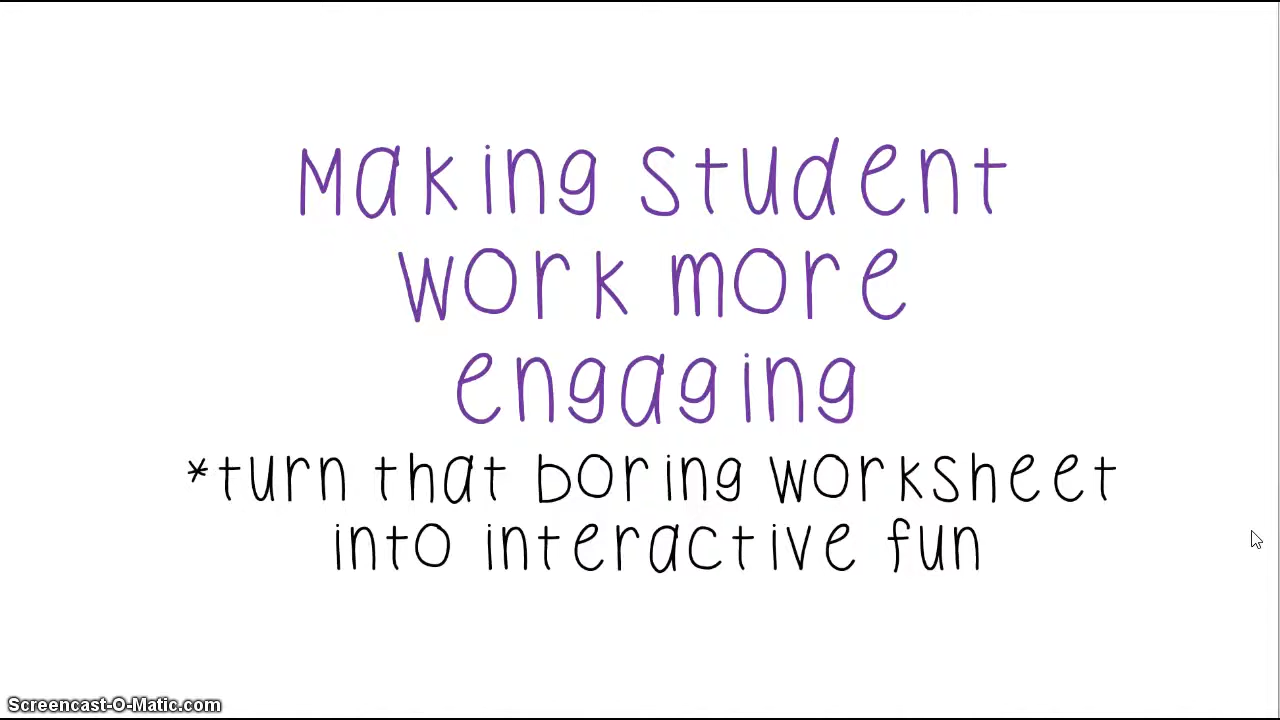 Making Student
work more
engaging
*turn that boring worksheet
into interactive fun
Screencast-O-Matic.com